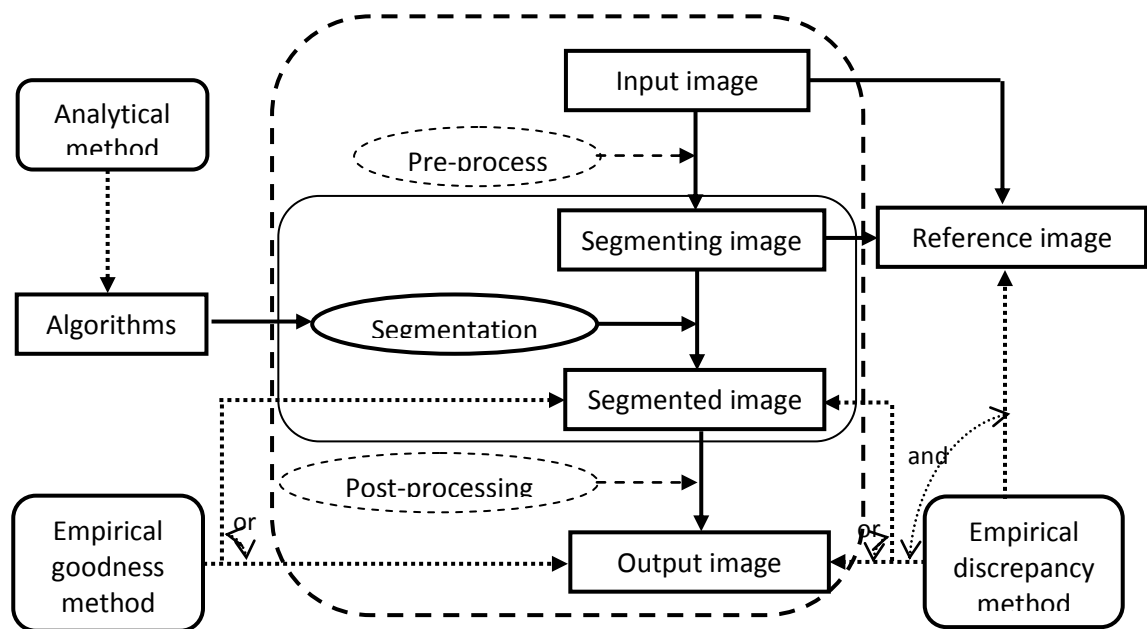 Input image
Analytical
method
Pre-process
Segmenting image
Reference image
Algorithms
Segmentation
Segmented image
and
Post-processing
or
or
Empirical
goodness
method
Output image
Empirical
discrepancy
method